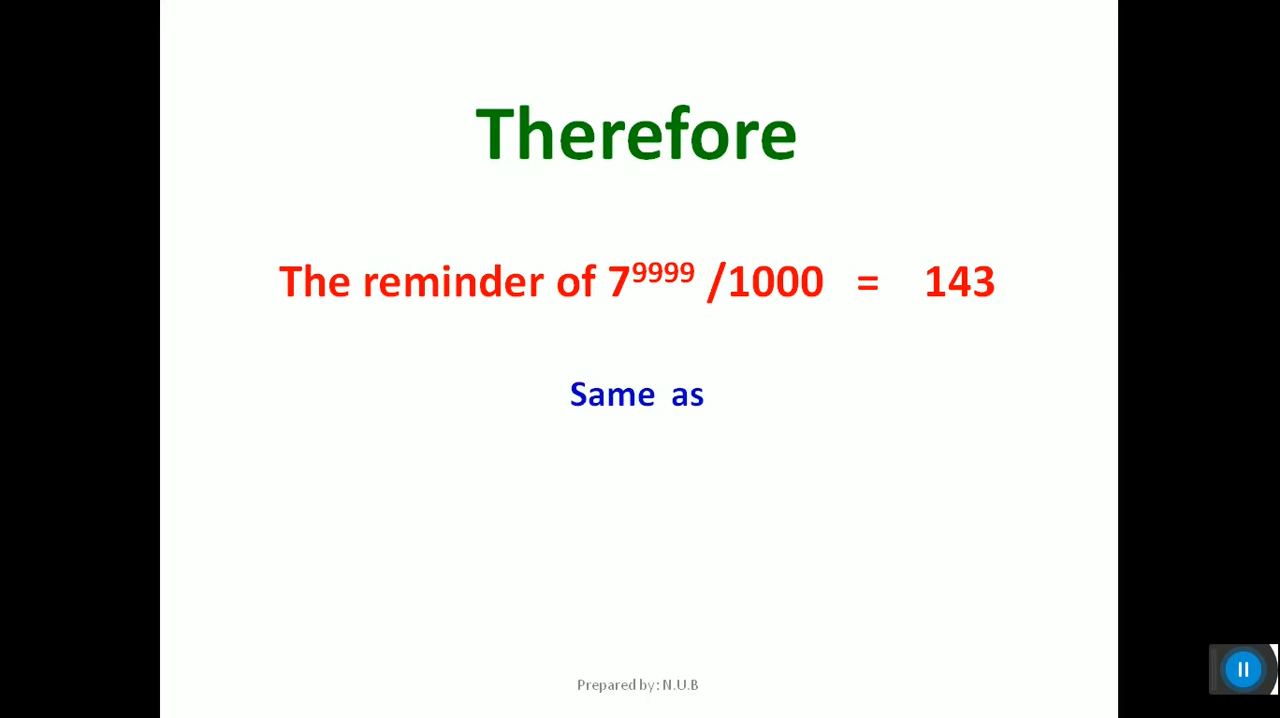 Therefore
The reminder of 7⁹⁹⁹⁹ /1000 = 143
Same as
Prepared by: N.U.B